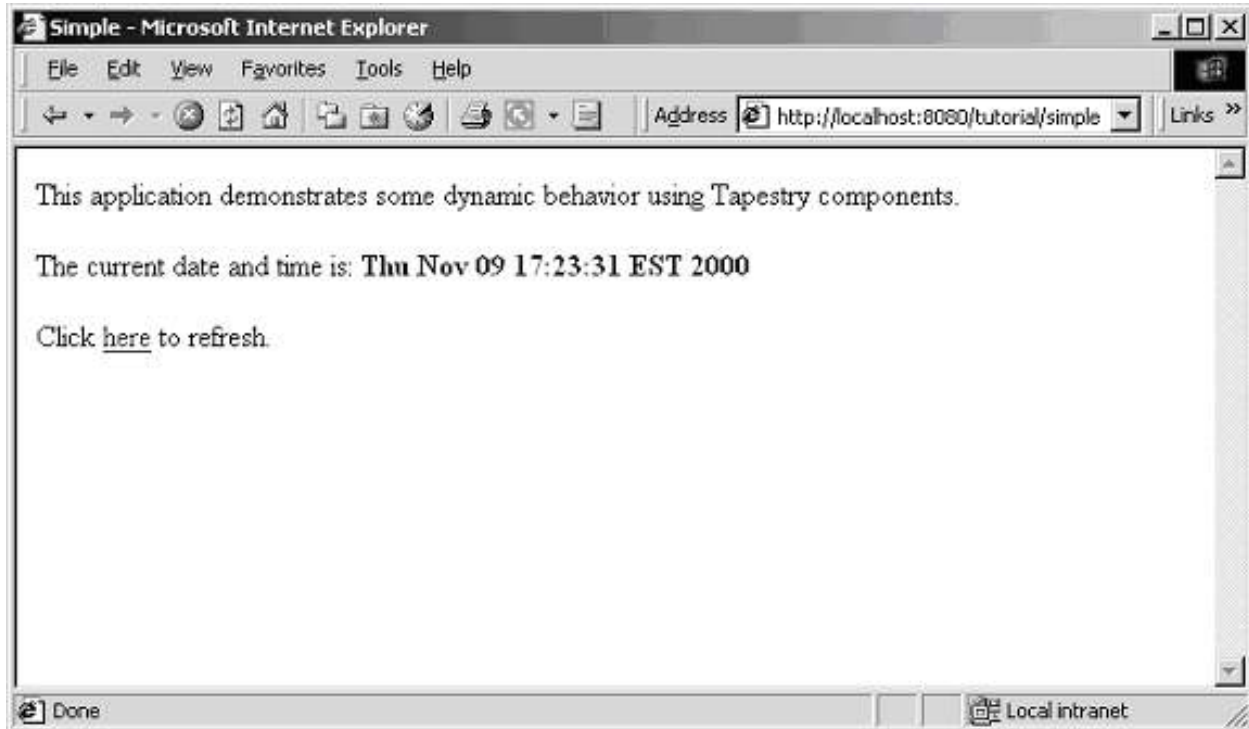 Simple - Microsoft Internet Explorer
File Edit View Favorites Tools Help
Address http://localhost:8080/tutorial/simple Links »
This application demonstrates some dynamic behavior using Tapestry components.
The current date and time is: Thu Nov 09 17:23:31 EST 2000
Click here to refresh.
Done Local intranet